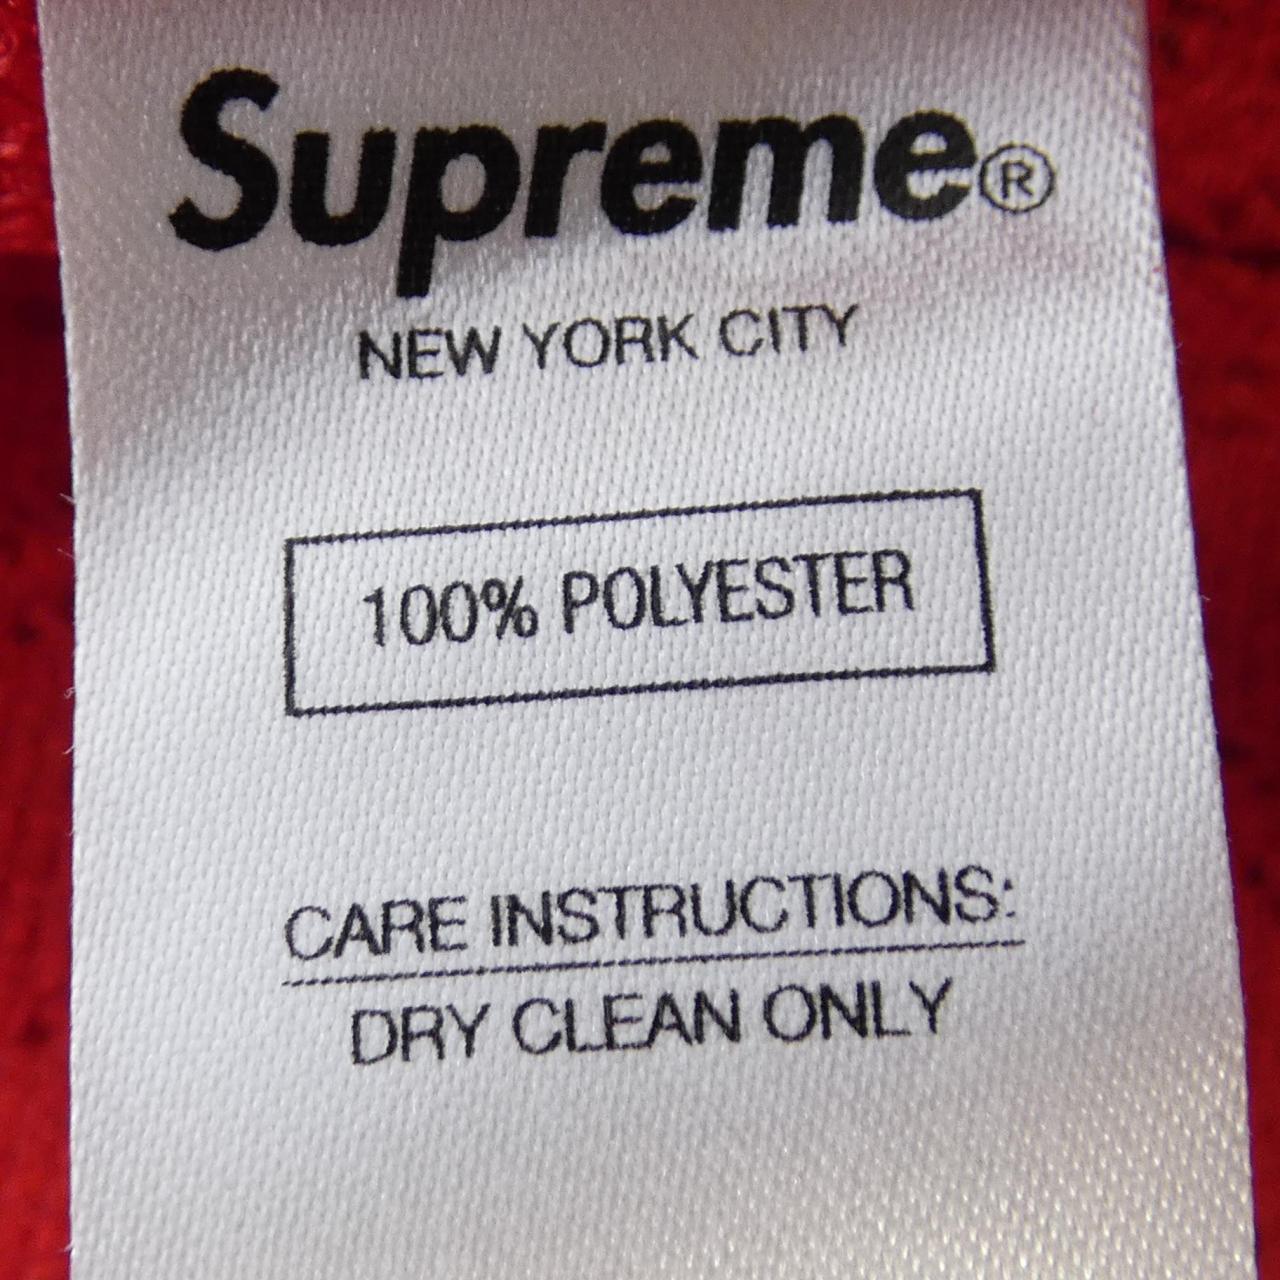 Supreme®
NEW YORK CITY
100% POLYESTER
CARE INSTRUCTIONS:
DRY CLEAN ONLY